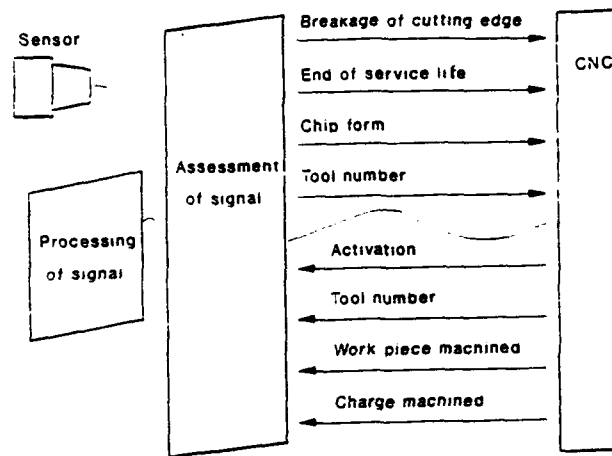 Sensor
Breakage of cutting edge
CNC
End of service life
Chip form
Assessment
of signal
Tool number
Processing
of signal
Activation
Tool number
Work piece machined
Charge machined